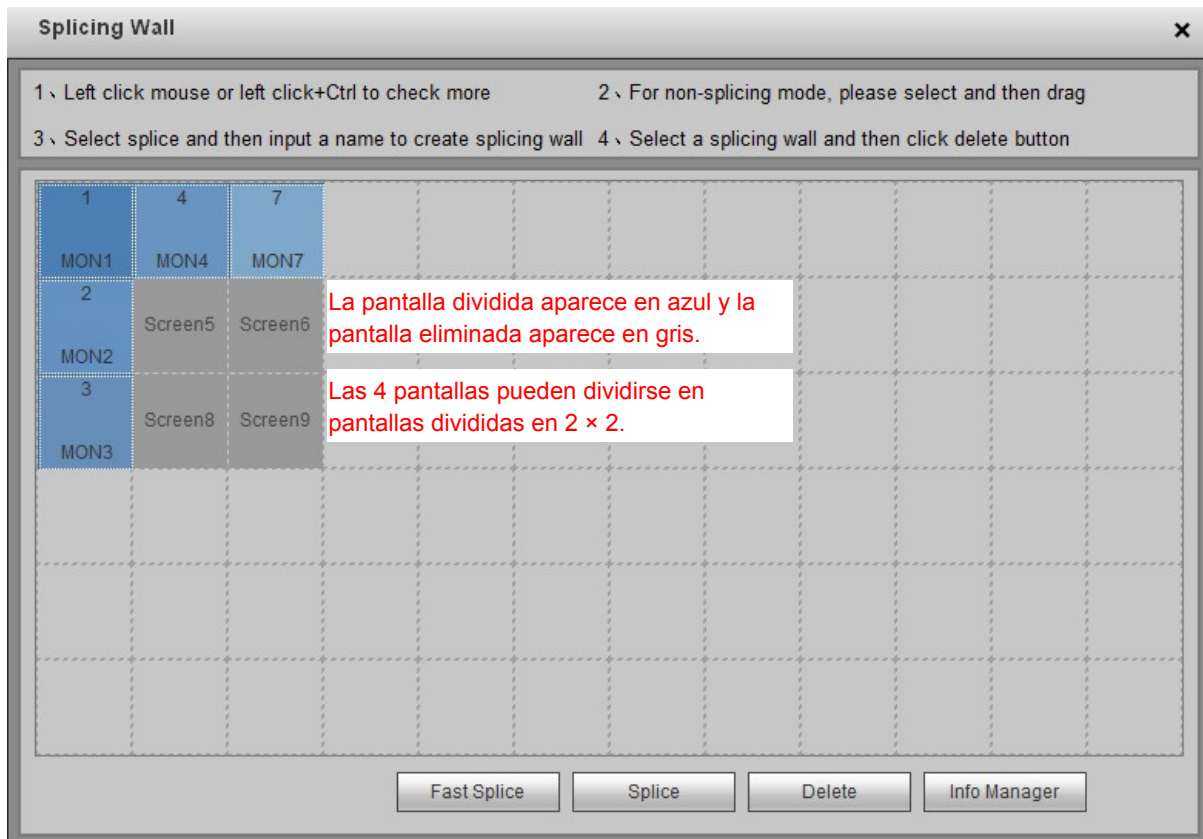 Splicing Wall
×
1、Left click mouse or left click+Ctrl to check more
2、For non-splicing mode, please select and then drag
3、Select splice and then input a name to create splicing wall
4、Select a splicing wall and then click delete button
1 4 7
MON1 MON4 MON7
2
Screen5 Screen6
MON2
La pantalla dividida aparece en azul y la
pantalla eliminada aparece en gris.
3
Screen8 Screen9
MON3
Las 4 pantallas pueden dividirse en
pantallas divididas en 2 × 2.
Fast Splice Splice Delete Info Manager